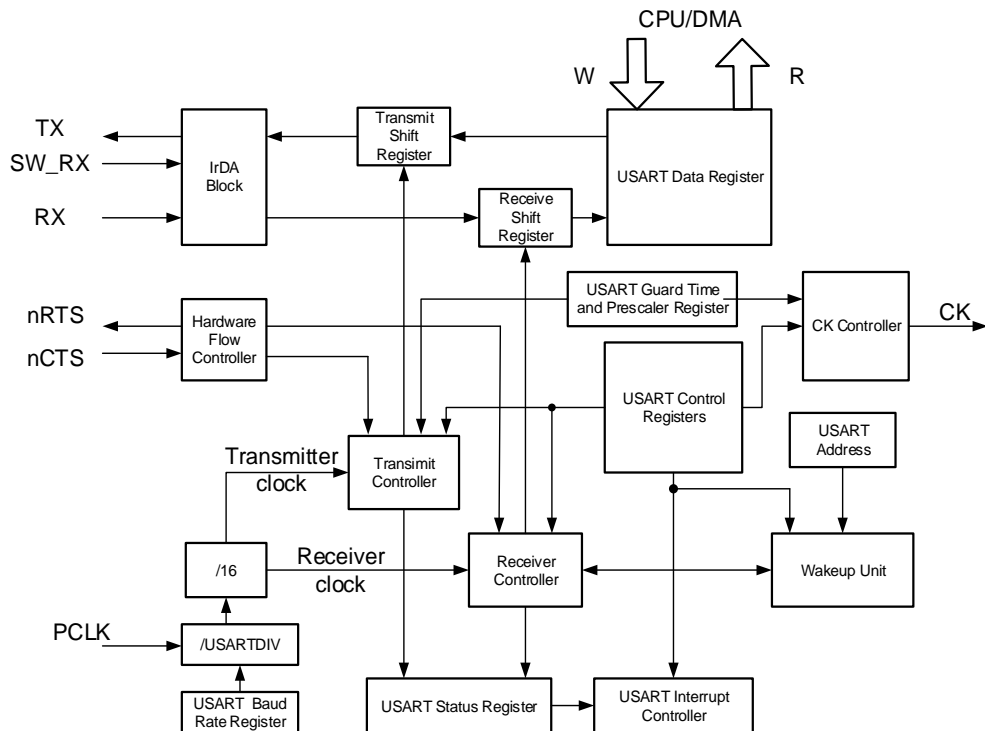 CPU/DMA
W
R
TX
SW_RX
RX
IrDA
Block
Transmit
Shift
Register
Receive
Shift
Register
USART Data Register
nRTS
nCTS
Hardware
Flow
Controller
USART Guard Time
and Prescaler Register
CK Controller
CK
USART Control
Registers
USART
Address
Transmitter
clock
Transimit
Controller
/16
Receiver
clock
Receiver
Controller
Wakeup Unit
PCLK
/USARTDIV
USART Baud
Rate Register
USART Status Register
USART Interrupt
Controller